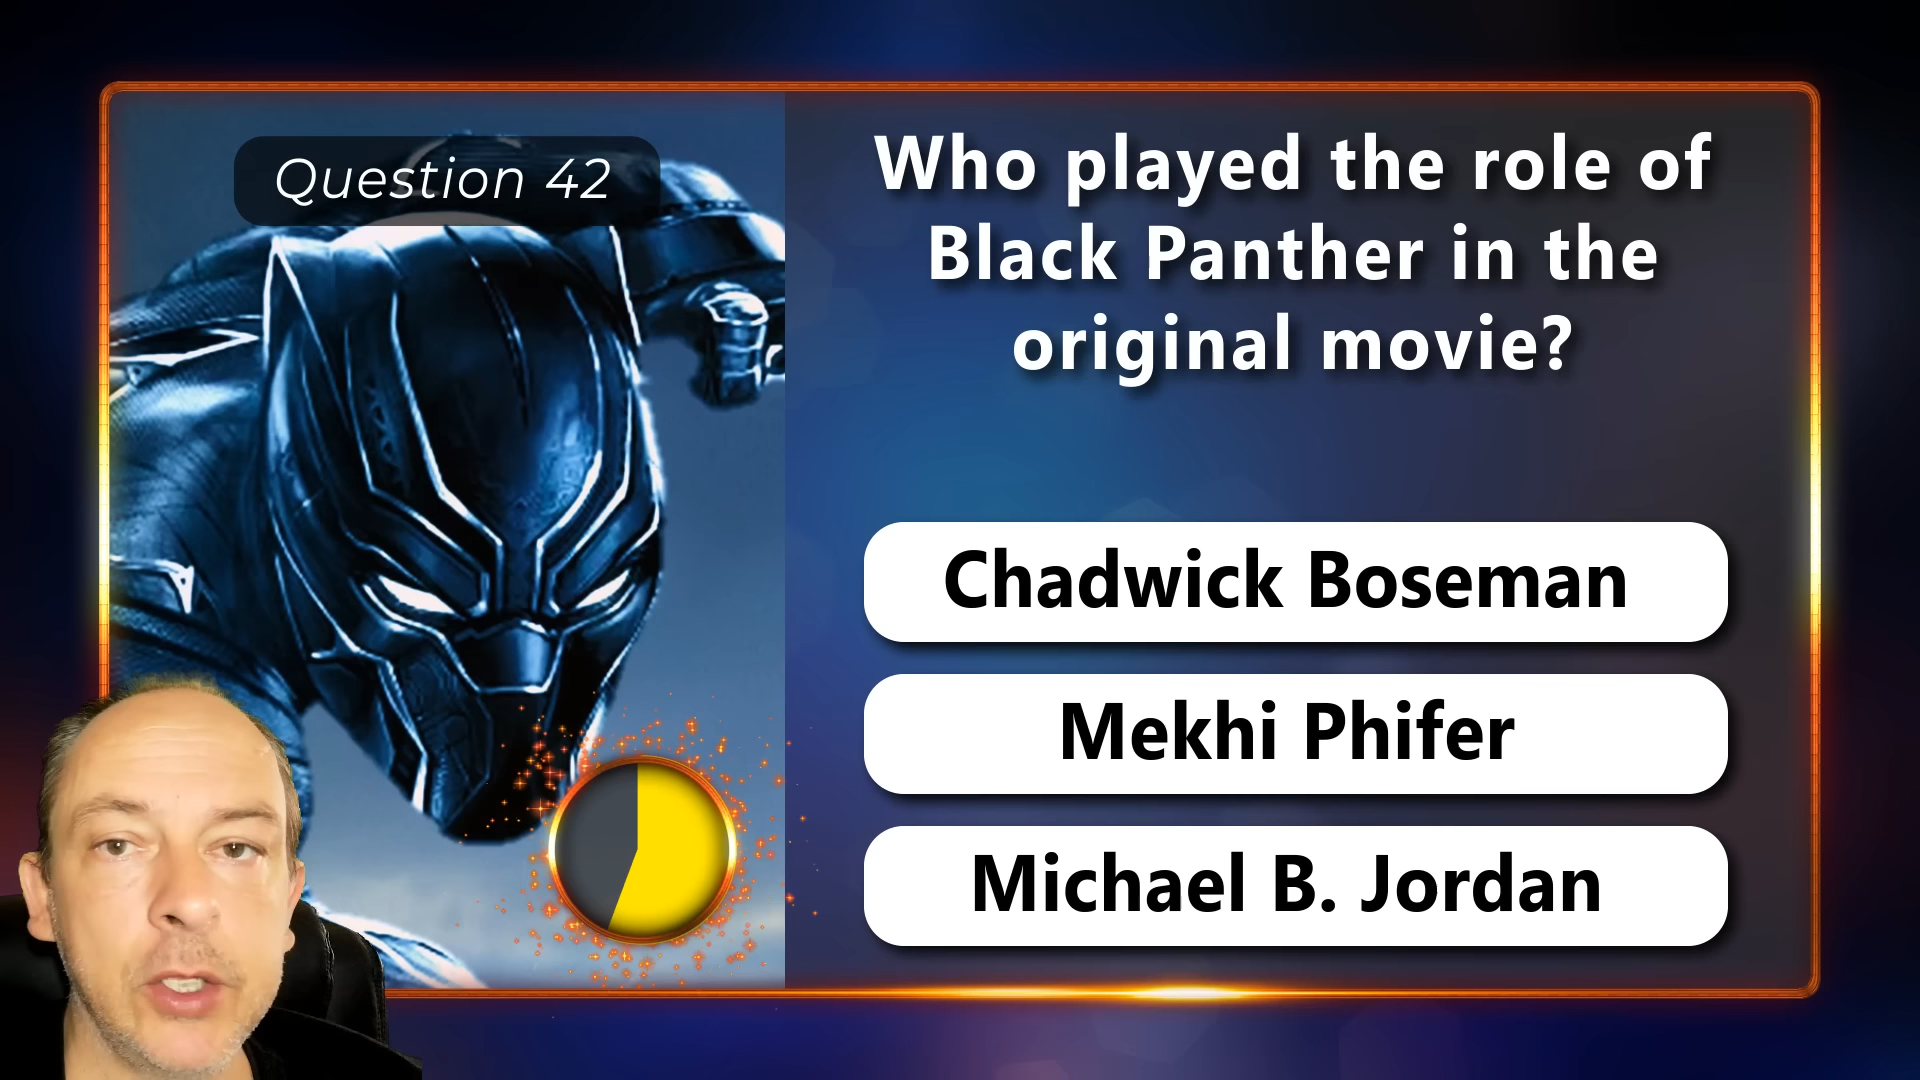 Question 42
Who played the role of
Black Panther in the
original movie?
Chadwick Boseman
Mekhi Phifer
Michael B. Jordan